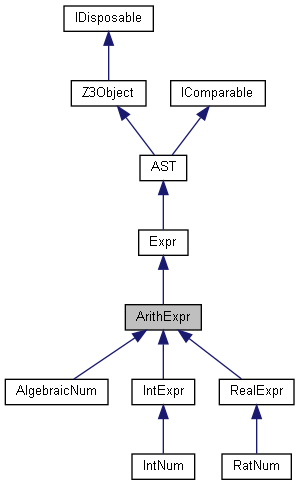 IDisposable
Z3Object
IComparable
AST
Expr
ArithExpr
AlgebraicNum
IntExpr
RealExpr
IntNum
RatNum